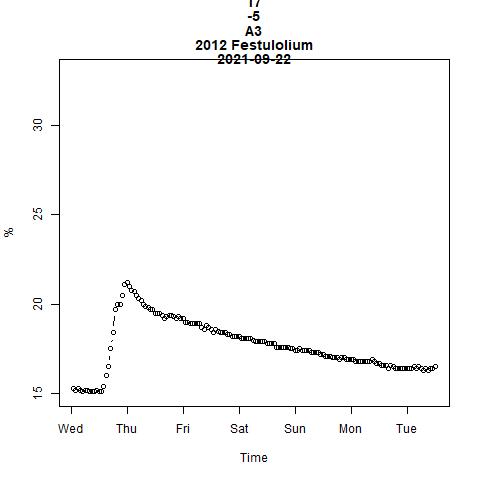 17
-5
A3
2012 Festulolium
2021-09-22
%
30
25
20
15
Wed
Thu
Fri
Sat
Sun
Mon
Tue
Time